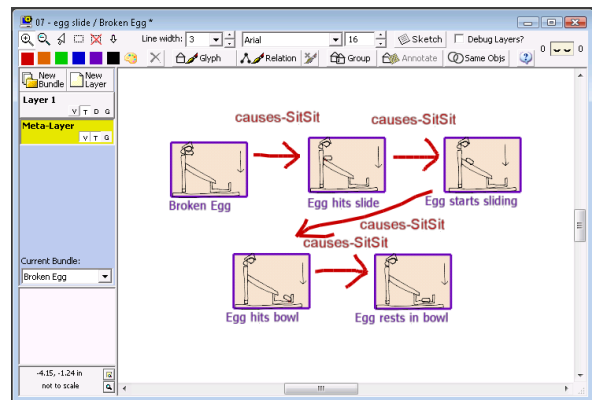 07 - egg slide / Broken Egg *
Line width: 3 Arial 16 Sketch Debug Layers? 0 0
Glyph Relation Group Annotate Same Objs
New Bundle New Layer
Layer 1
V T D G
Meta-Layer
V T G
causes-SitSit causes-SitSit
Broken Egg Egg hits slide Egg starts sliding
causes-SitSit
causes-SitSit
Egg hits bowl Egg rests in bowl
Current Bundle:
Broken Egg
-4.15, -1.24 in
not to scale